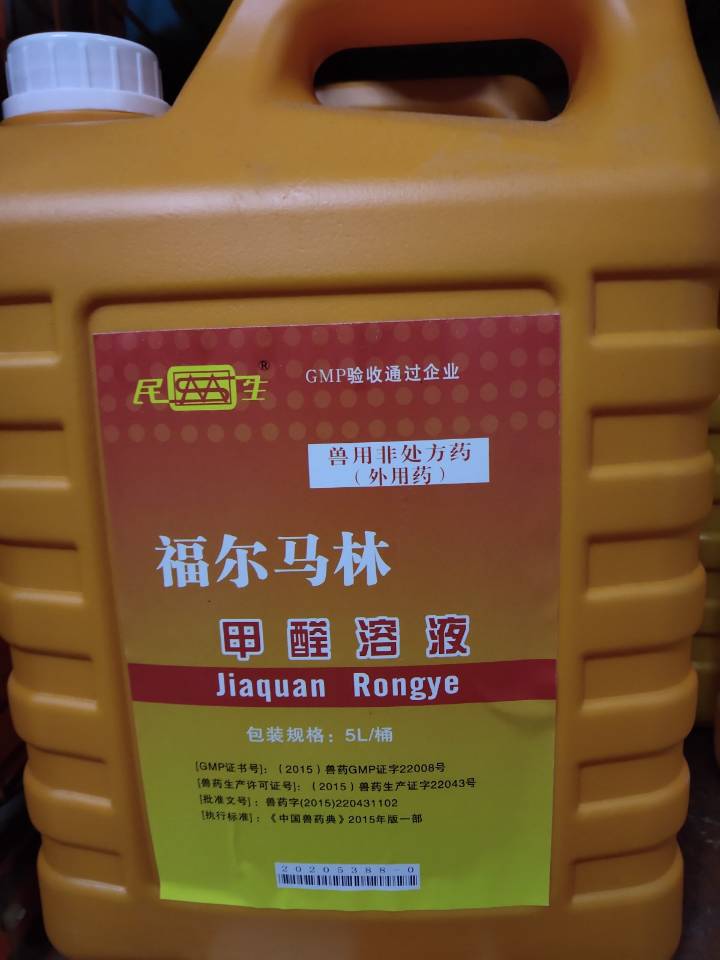 民生®
GMP验收通过企业
兽用非处方药
（外用药）
福尔马林
甲醛溶液
Jiaquan Rongye
包装规格：5L/桶
[GMP证书号]：（2015）兽药GMP证字22008号
[兽药生产许可证号]：（2015）兽药生产证字22043号
[批准文号]：兽药字(2015)220431102
[执行标准]：《中国兽药典》2015年版一部
20205388-0